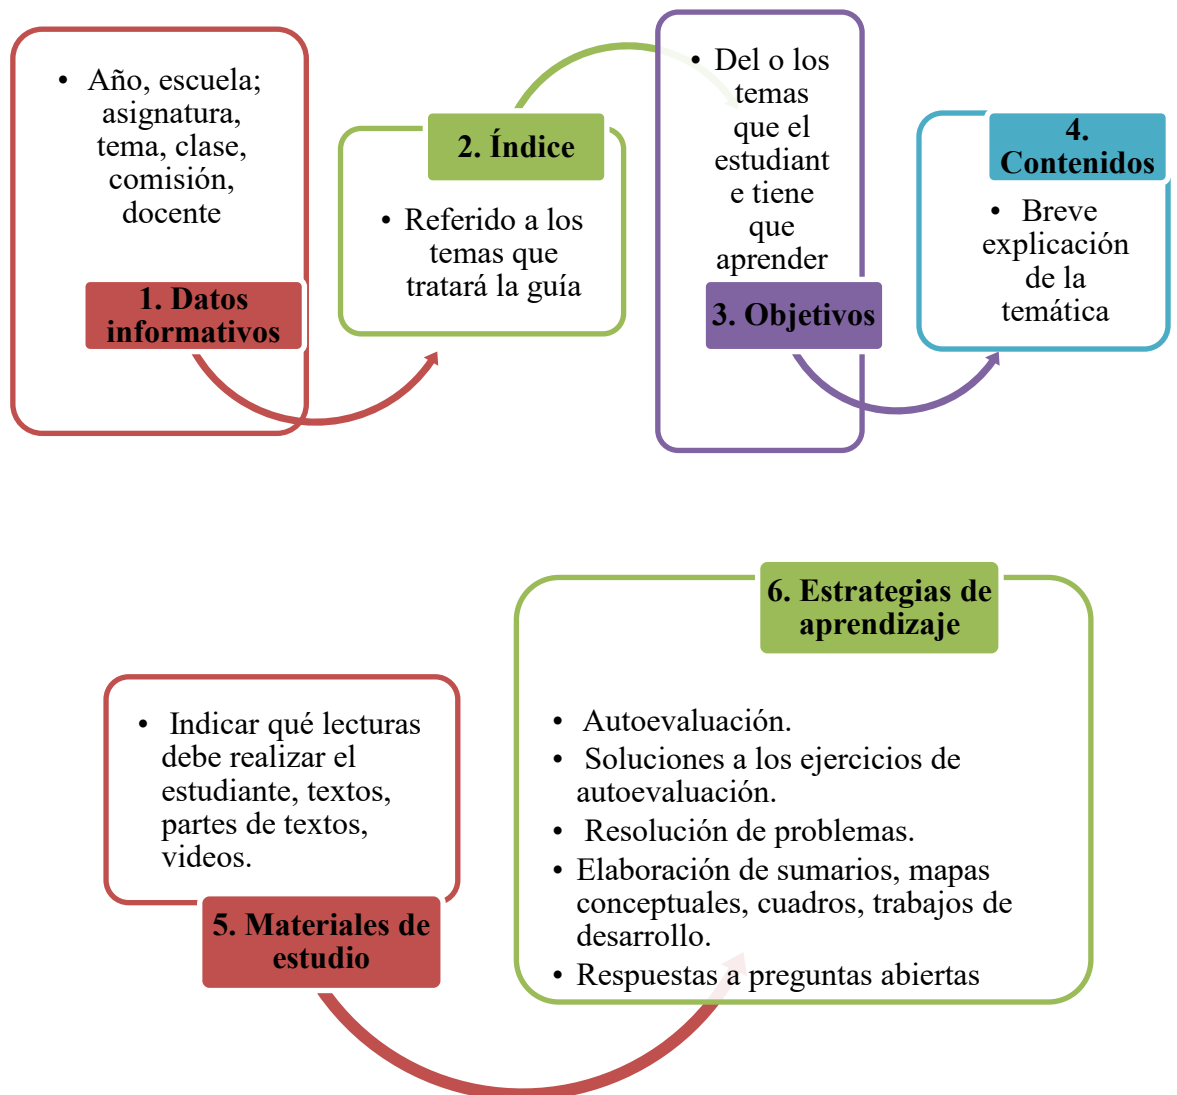 • Año, escuela;
asignatura,
tema, clase,
comisión,
docente
1. Datos
informativos
2. Índice
• Referido a los
temas que
tratará la guía
• Del o los
temas
que el
estudiant
e tiene
que
aprender
3. Objetivos
4.
Contenidos
• Breve
explicación
de la
temática
• Indicar qué lecturas
debe realizar el
estudiante, textos,
partes de textos,
videos.
5. Materiales de
estudio
6. Estrategias de
aprendizaje
• Autoevaluación.
• Soluciones a los ejercicios de
autoevaluación.
• Resolución de problemas.
• Elaboración de sumarios, mapas
conceptuales, cuadros, trabajos de
desarrollo.
• Respuestas a preguntas abiertas